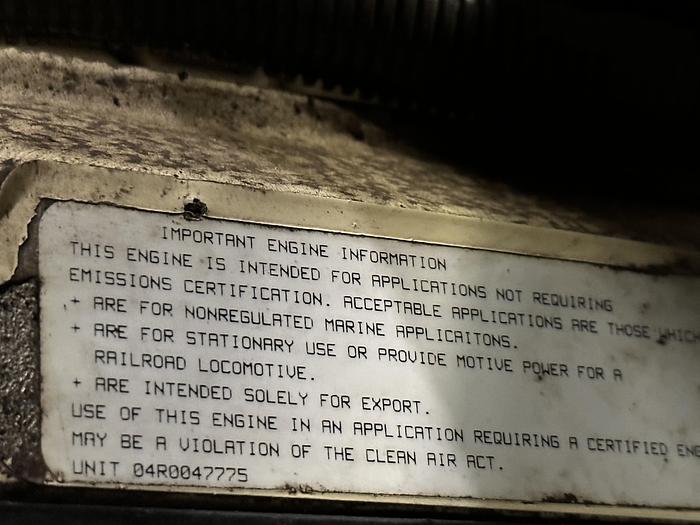 IMPORTANT ENGINE INFORMATION
THIS ENGINE IS INTENDED FOR APPLICATIONS NOT REQUIRING
EMISSIONS CERTIFICATION. ACCEPTABLE APPLICATIONS ARE THOSE WHICH
+ ARE FOR NONREGULATED MARINE APPLICAITONS.
+ ARE FOR STATIONARY USE OR PROVIDE MOTIVE POWER FOR A
RAILROAD LOCOMOTIVE.
+ ARE INTENDED SOLELY FOR EXPORT.
USE OF THIS ENGINE IN AN APPLICATION REQUIRING A CERTIFIED ENG
MAY BE A VIOLATION OF THE CLEAN AIR ACT.
UNIT 04R0047775